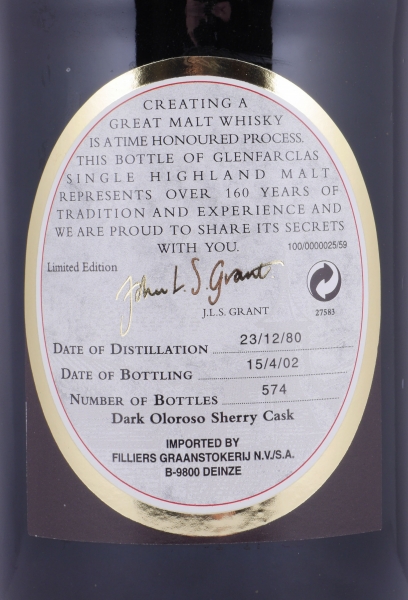 CREATING A
GREAT MALT WHISKY
IS A TIME HONOURED PROCESS.
THIS BOTTLE OF GLENFARCLAS
SINGLE HIGHLAND MALT
REPRESENTS OVER 160 YEARS OF
TRADITION AND EXPERIENCE AND
WE ARE PROUD TO SHARE ITS SECRETS
WITH YOU.
100/0000025/59
Limited Edition
John L.S. Grant
J.L.S. GRANT
27583
DATE OF DISTILLATION 23/12/80
DATE OF BOTTLING 15/4/02
NUMBER OF BOTTLES 574
Dark Oloroso Sherry Cask
IMPORTED BY
FILLIERS GRAANSTOKERIJ N.V./S.A.
B-9800 DEINZE